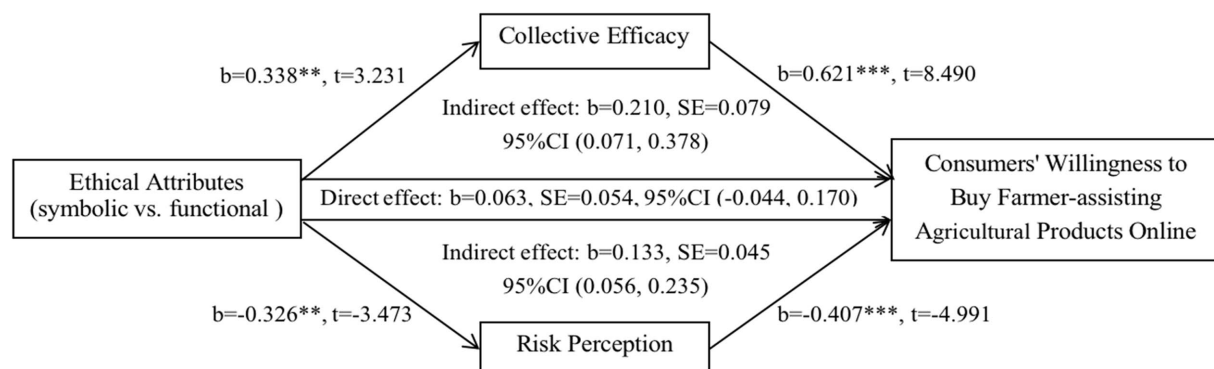 Collective Efficacy
b=0.338**, t=3.231
b=0.621***, t=8.490
Indirect effect: b=0.210, SE=0.079
95%CI (0.071, 0.378)
Ethical Attributes
(symbolic vs. functional )
Direct effect: b=0.063, SE=0.054, 95%CI (-0.044, 0.170)
Consumers' Willingness to
Buy Farmer-assisting
Agricultural Products Online
Indirect effect: b=0.133, SE=0.045
95%CI (0.056, 0.235)
b=-0.326**, t=-3.473
b=-0.407***, t=-4.991
Risk Perception